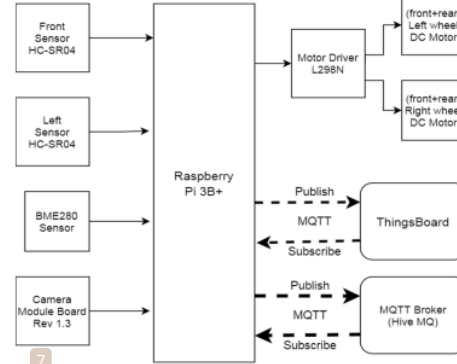 Front
Sensor
HC-SR04
Left
Sensor
HC-SR04
BME280
Sensor
Camera
Module Board
Rev 1.3
7
Raspberry
Pi 3B+
Motor Driver
L298N
(front+rear
Left wheel
DC Motor
(front+rear
Right whee
DC Motor
Publish
MQTT
Subscribe
ThingsBoard
Publish
MQTT
Subscribe
MQTT Broker
(Hive MQ)